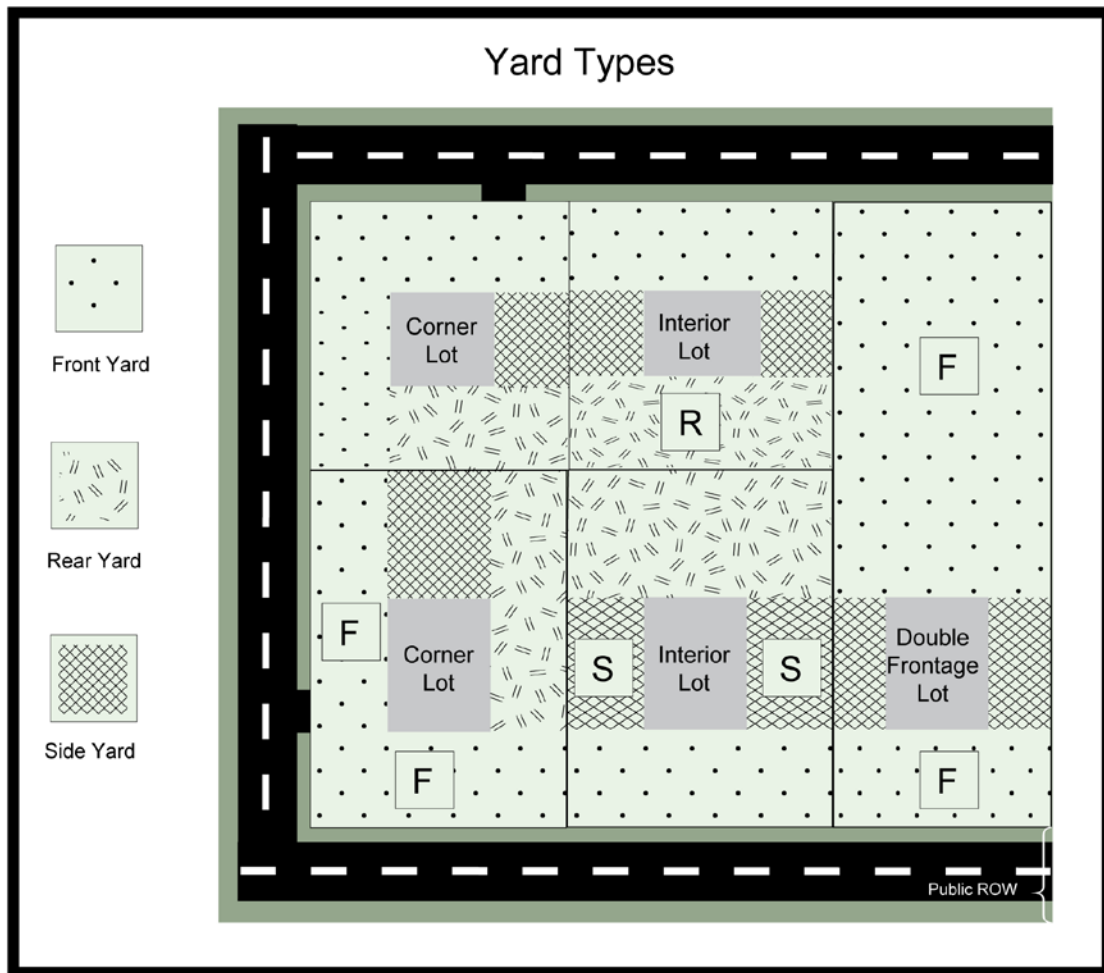 Yard Types
Front Yard
Rear Yard
Side Yard
Corner
Lot
Interior
Lot
F
R
F
Corner
Lot
S
Interior
Lot
S
Double
Frontage
Lot
F
F
Public ROW